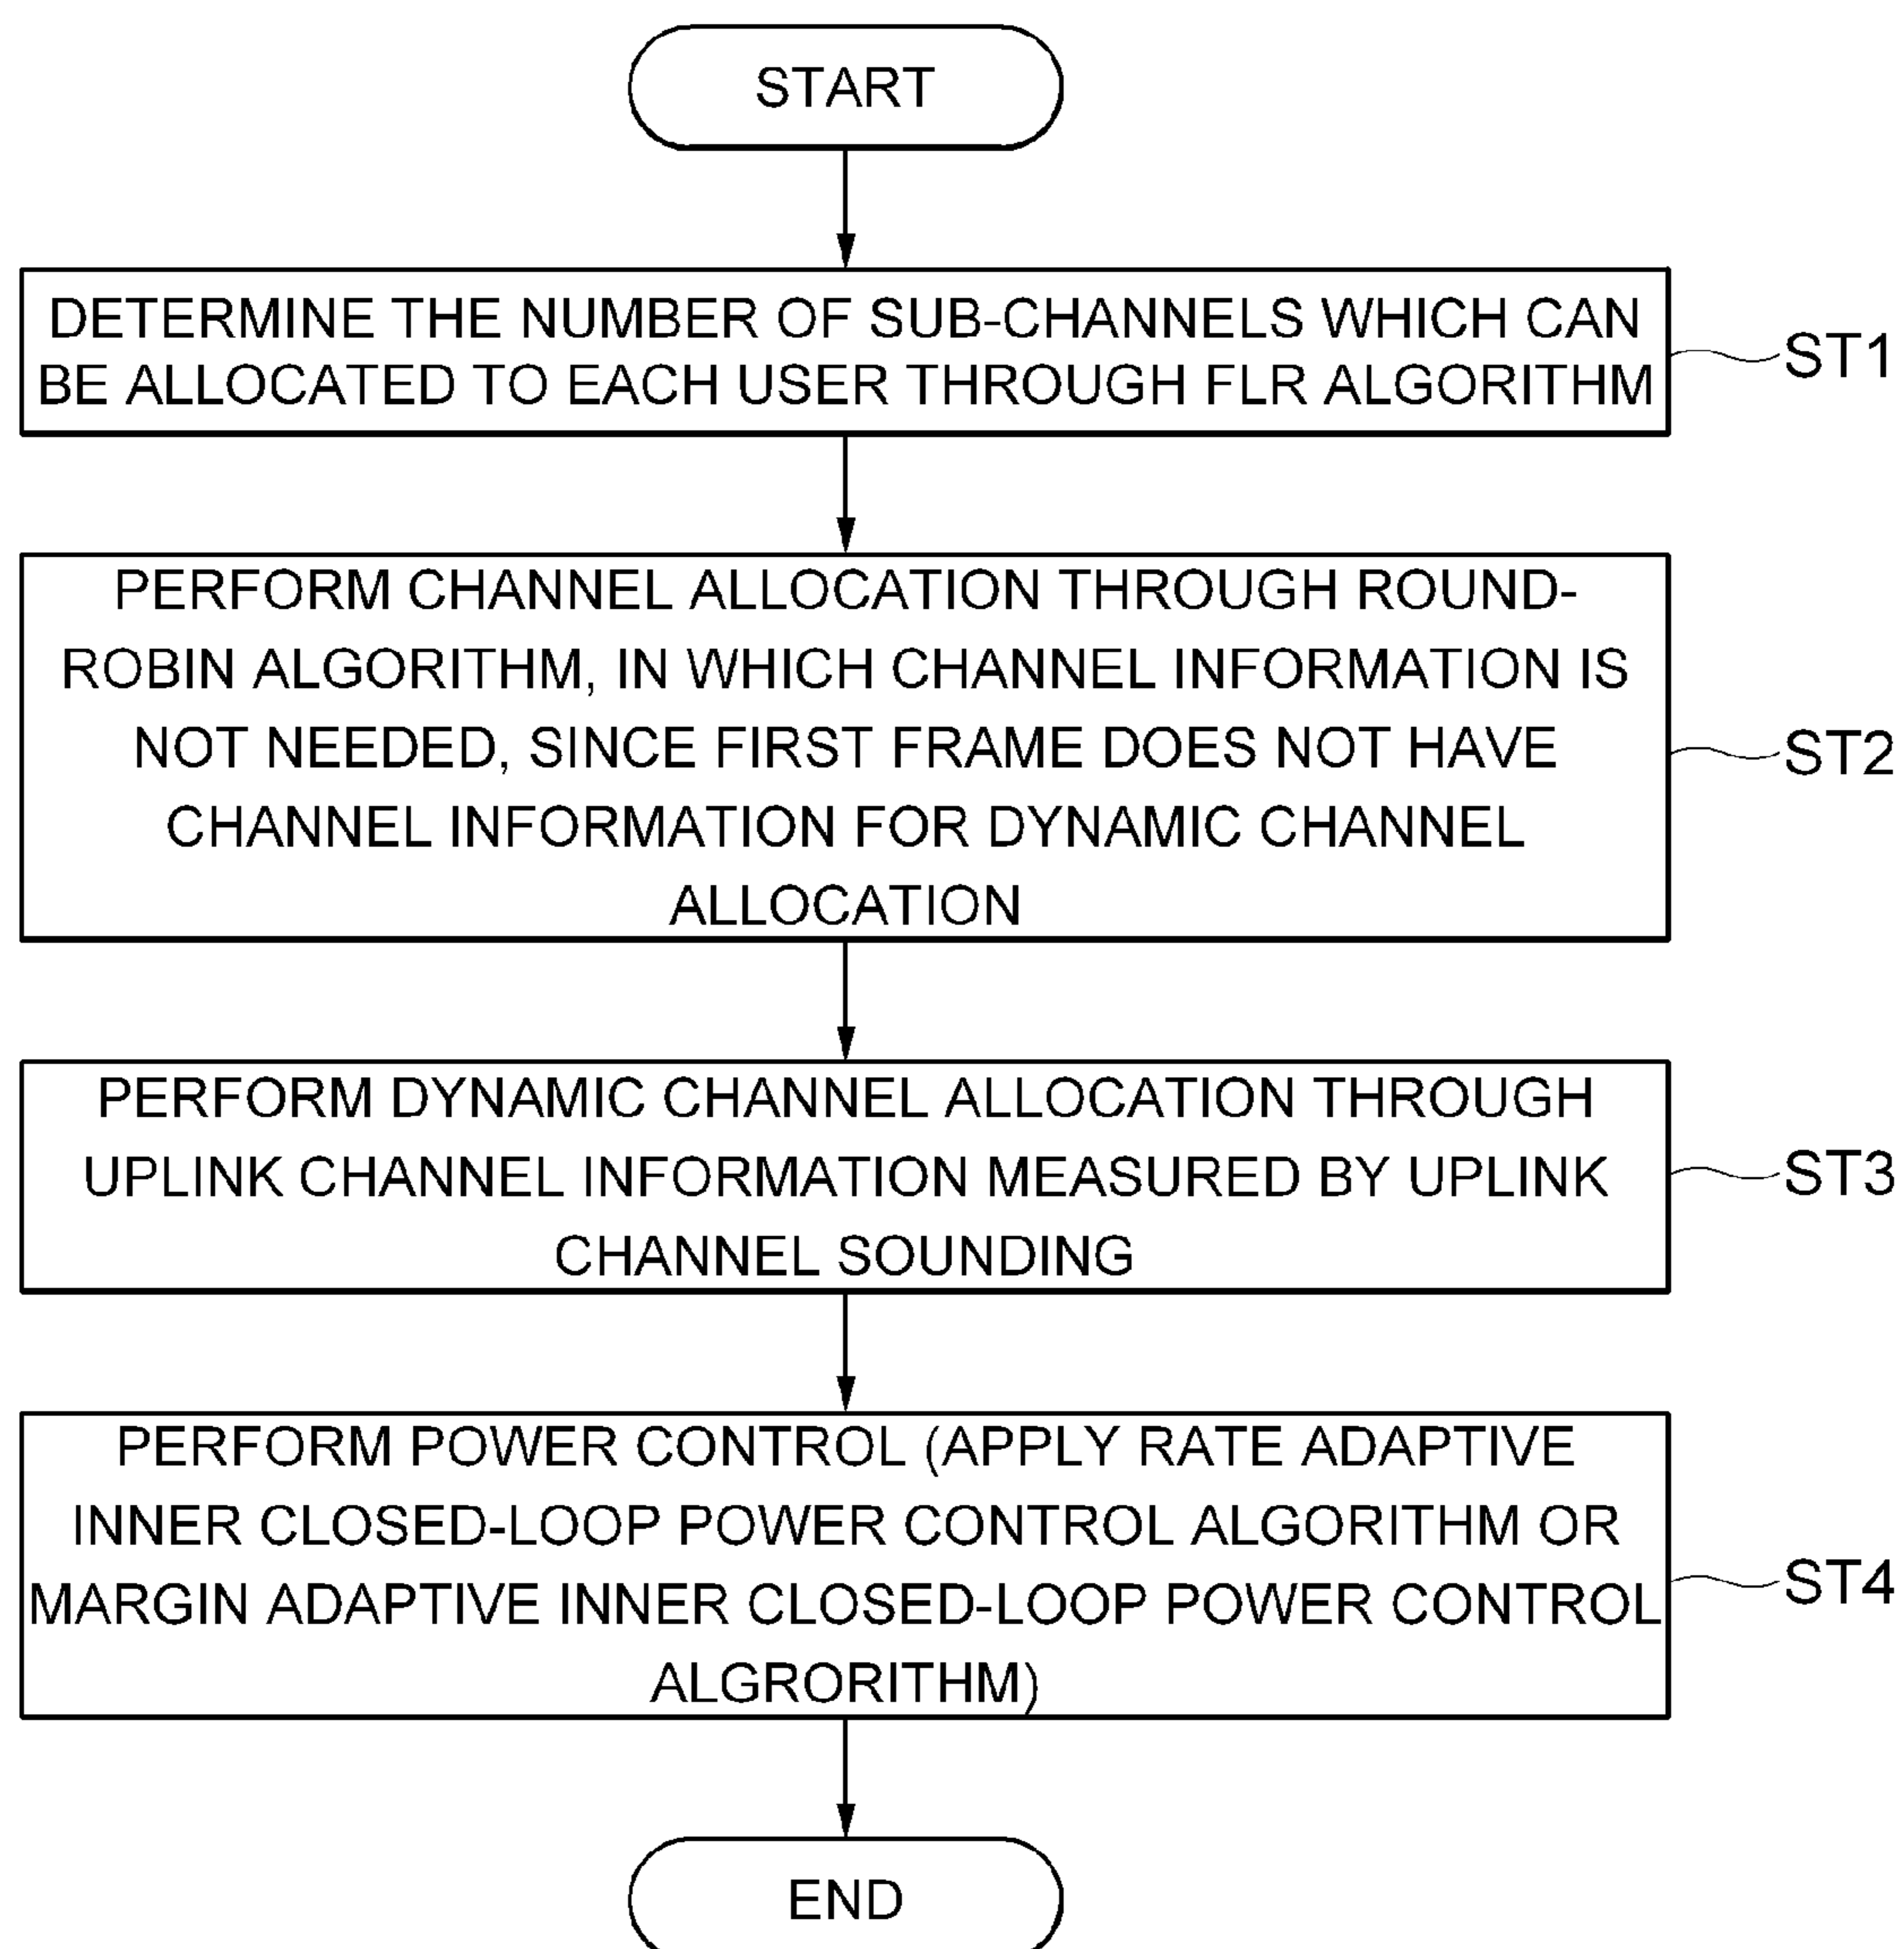 START
DETERMINE THE NUMBER OF SUB-CHANNELS WHICH CAN
BE ALLOCATED TO EACH USER THROUGH FLR ALGORITHM
ST1
PERFORM CHANNEL ALLOCATION THROUGH ROUND-
ROBIN ALGORITHM, IN WHICH CHANNEL INFORMATION IS
NOT NEEDED, SINCE FIRST FRAME DOES NOT HAVE
CHANNEL INFORMATION FOR DYNAMIC CHANNEL
ALLOCATION
ST2
PERFORM DYNAMIC CHANNEL ALLOCATION THROUGH
UPLINK CHANNEL INFORMATION MEASURED BY UPLINK
CHANNEL SOUNDING
ST3
PERFORM POWER CONTROL (APPLY RATE ADAPTIVE
INNER CLOSED-LOOP POWER CONTROL ALGORITHM OR
MARGIN ADAPTIVE INNER CLOSED-LOOP POWER CONTROL
ALGRORITHM)
ST4
END